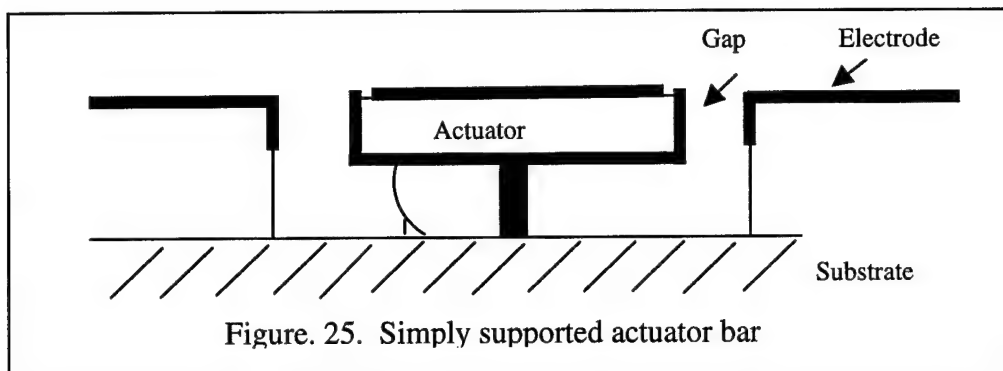 Gap
Electrode
Actuator
Substrate
Figure. 25. Simply supported actuator bar